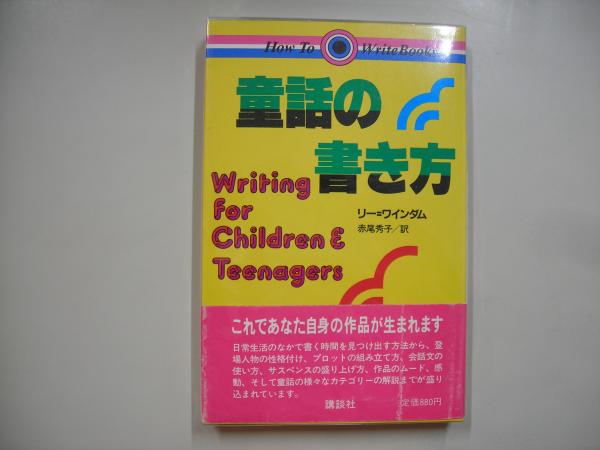 How To Write Books
童話の
書き方
Writing
For
Children &
Teenagers
リー=ワインダム
赤尾秀子/訳
これであなた自身の作品が生まれます
日常生活のなかで書く時間を見つけ出す方法から、登
場人物の性格付け、プロットの組み立て方、会話文の
使い方、サスペンスの盛り上げ方、作品のムード、感
動、そして童話の様々なカテゴリーの解説までが盛り
込まれています。
講談社
定価880円